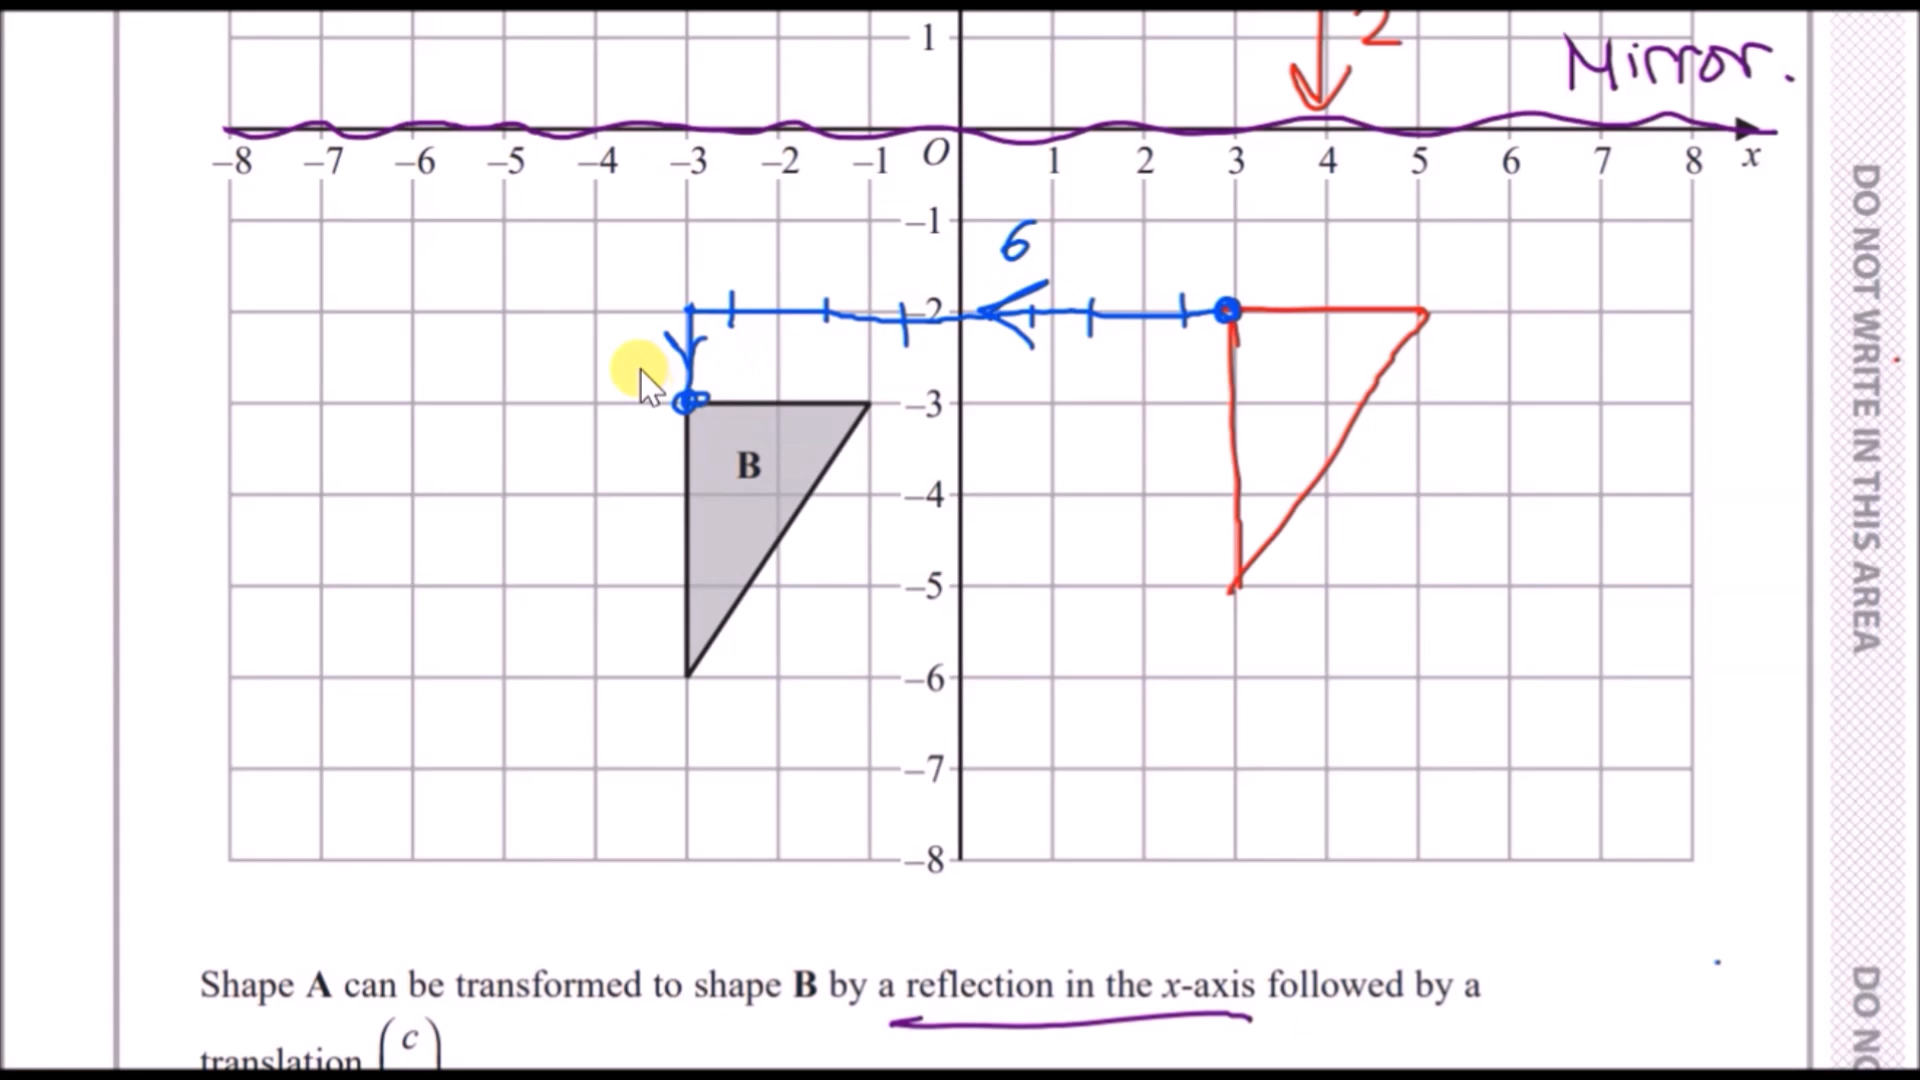 1
2
Mirror.
–8 –7 –6 –5 –4 –3 –2 –1 O 1 2 3 4 5 6 7 8 x
–1
6
–2
–3
B
–4
–5
–6
–7
–8
Shape A can be transformed to shape B by a reflection in the x-axis followed by a
translation (c
DO NOT WRITE IN THIS AREA
DO NO